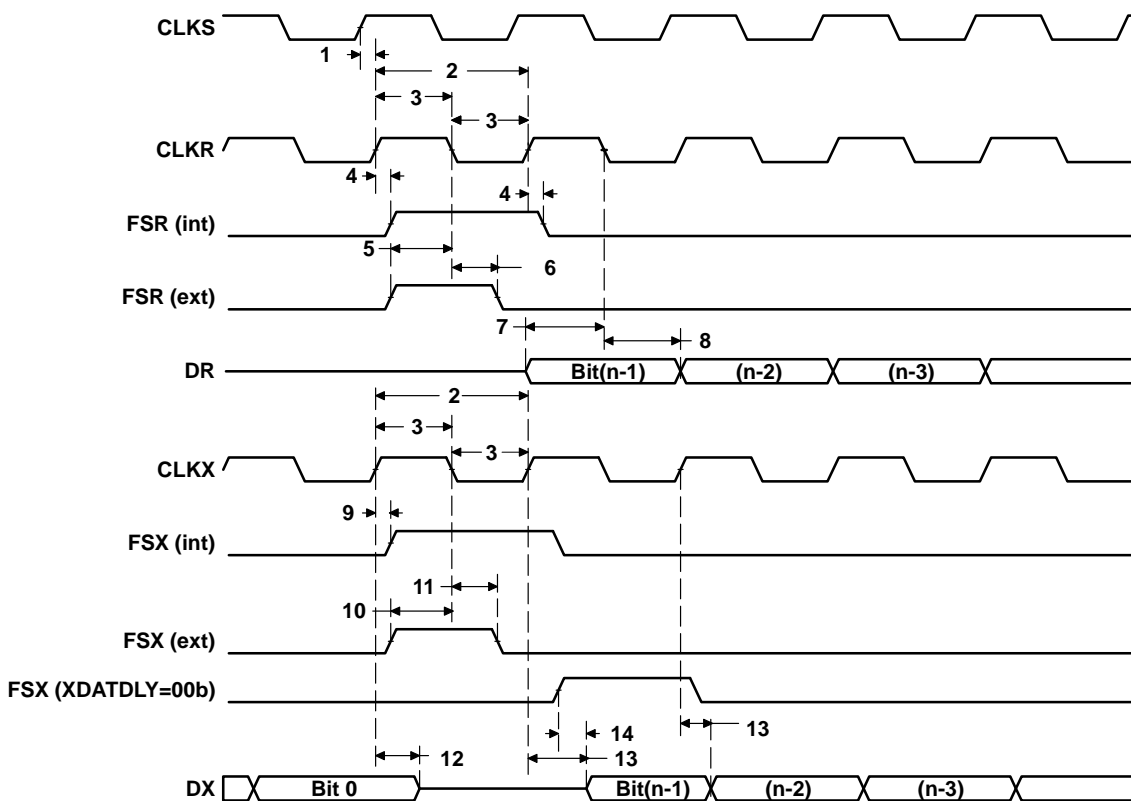 CLKS
1
2
3
3
CLKR
4
4
FSR (int)
5
6
FSR (ext)
7
8
DR Bit(n-1) (n-2) (n-3)
2
3
3
CLKX
9
FSX (int)
11
10
FSX (ext)
FSX (XDATDLY=00b)
14
13
12
13
DX Bit 0 Bit(n-1) (n-2) (n-3)